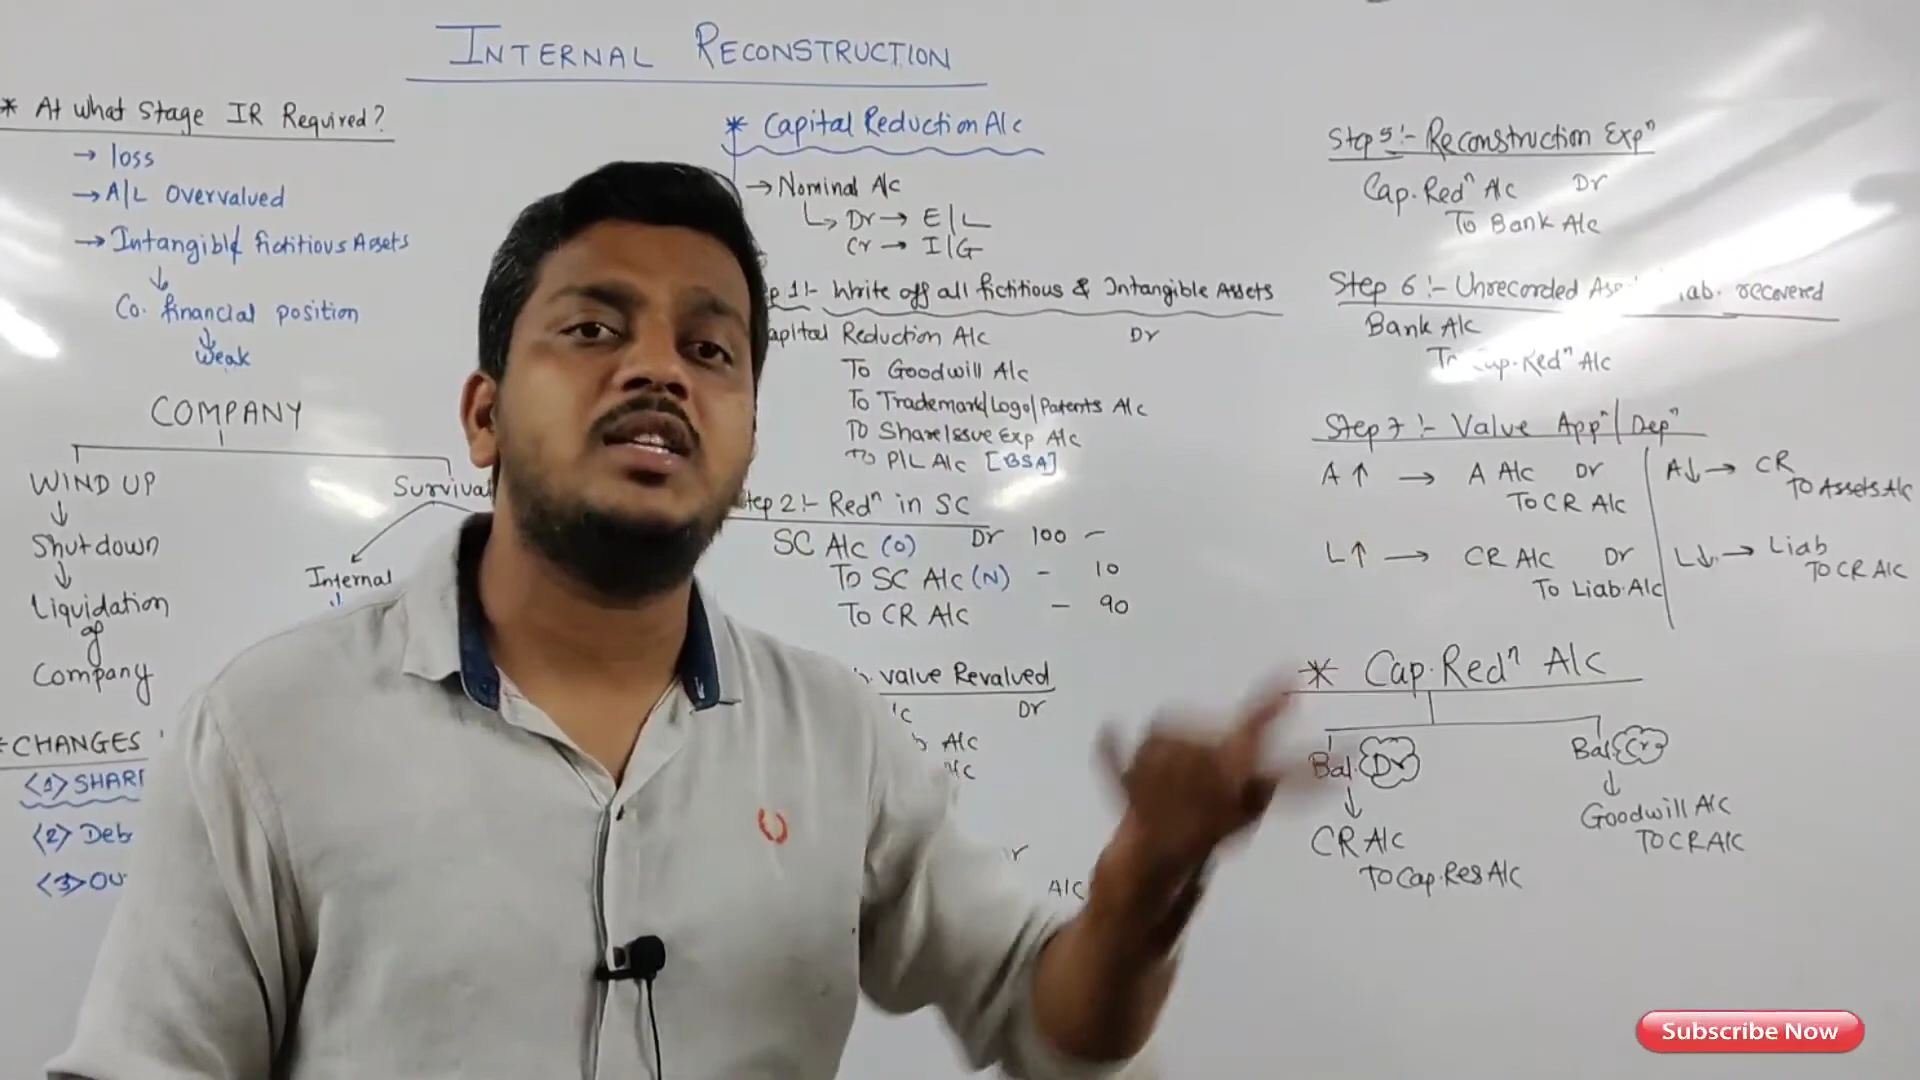 INTERNAL RECONSTRUCTION
* At what stage IR Required?
→ loss
→ A/L Overvalued
→ Intangible/ fictitious Assets
Co. financial position
weak
COMPANY
WIND UP
Shutdown
Liquidation
of
Company
Survival
Internal
CHANGES
<1> SHAR
<2> Deb
<3> OU
* Capital Reduction A/c
→ Nominal A/c
Dr → E/L
Cr → I/G
p 1:- Write off all fictitious & Intangible Assets
apital Reduction A/c Dr
To Goodwill A/c
To Trademark/Logo/Patents A/c
To Share Issue Exp A/c
To P/L A/c [BSA]
tep 2:- Redⁿ in SC
SC A/c (O) Dr 100 –
To SC A/c (N) – 10
To CR A/c – 90
value Revalued
Dr
A/c
A/c
Step 5:- Reconstruction Expⁿ
Cap. Redⁿ A/c Dr
To Bank A/c
Step 6:- Unrecorded recovered
Bank A/c
Redⁿ A/c
Step 7:- Value Appⁿ/Depⁿ
A↑ → A A/c Dr
To CR A/c
L↑ → CR A/c Dr
To Liab. A/c
A↓ → CR
To Assets A/c
L↓ → Liab
To CR A/c
* Cap. Redⁿ A/c
Bal. Dr
CR A/c
To Cap. Res A/c
Bal. Cr
Goodwill A/c
To CR A/c
Subscribe Now